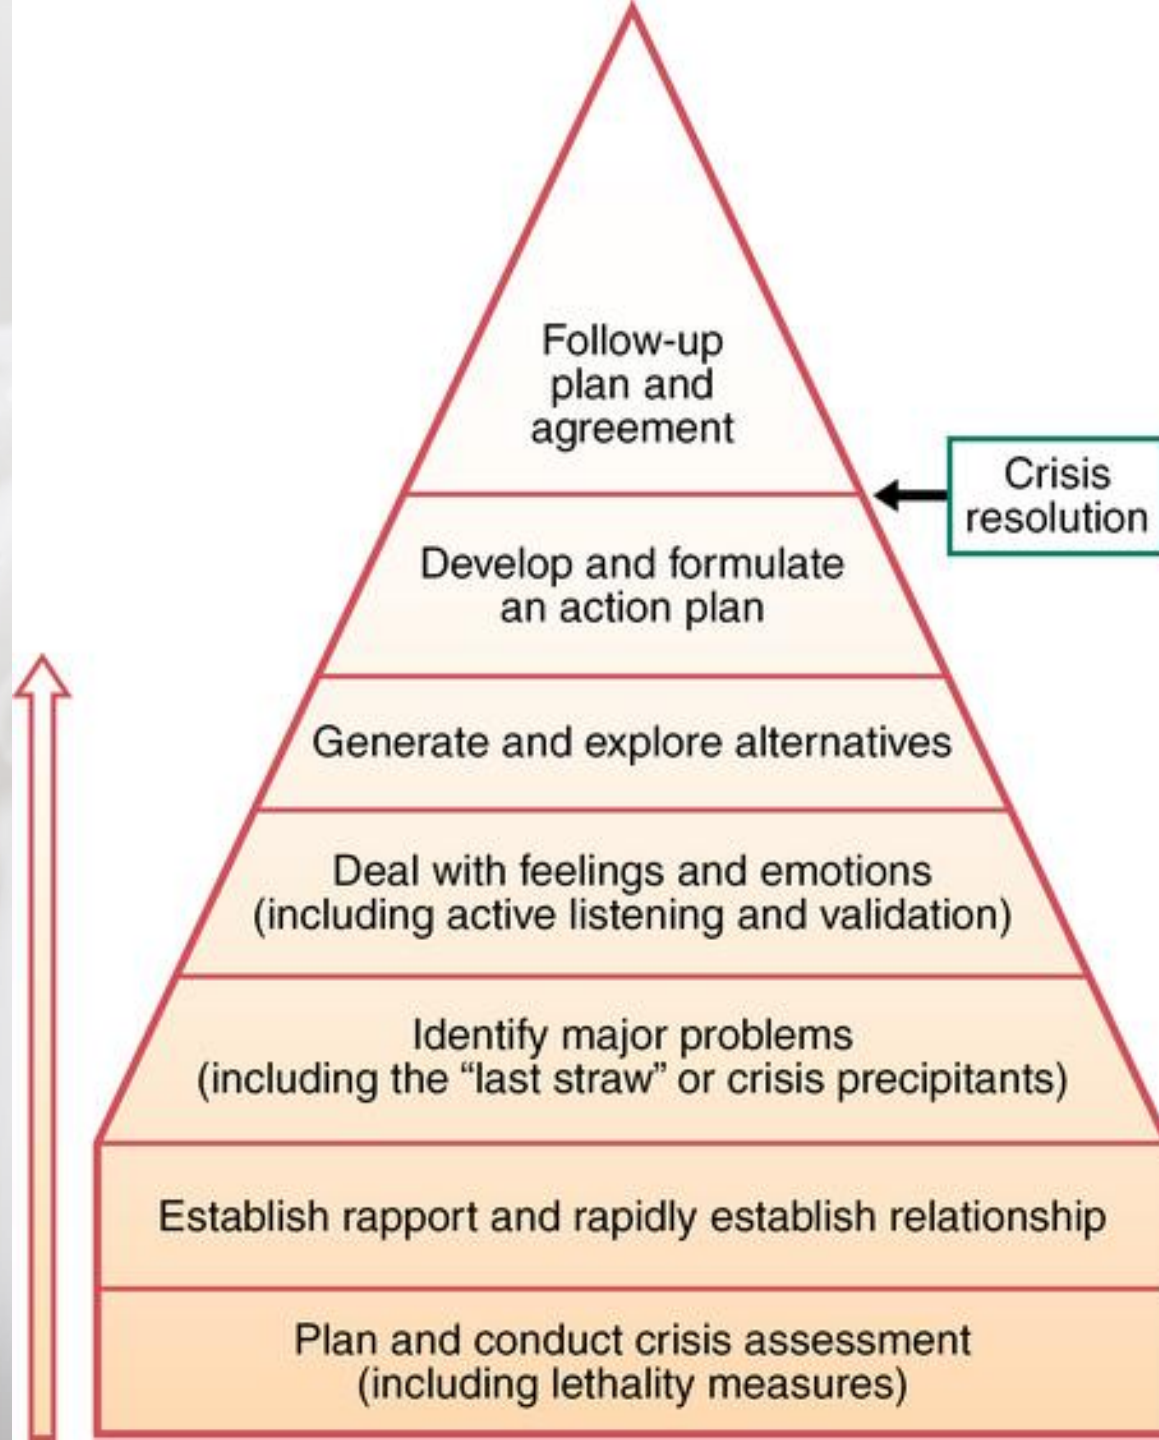 Follow-up
plan and
agreement
Crisis
resolution
Develop and formulate
an action plan
Generate and explore alternatives
Deal with feelings and emotions
(including active listening and validation)
Identify major problems
(including the “last straw” or crisis precipitants)
Establish rapport and rapidly establish relationship
Plan and conduct crisis assessment
(including lethality measures)